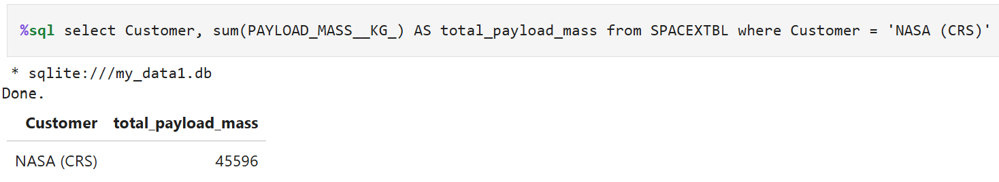 %sql select Customer, sum(PAYLOAD_MASS__KG_) AS total_payload_mass from SPACEXTBL where Customer = 'NASA (CRS)'
* sqlite:///my_data1.db
Done.
Customer total_payload_mass
NASA (CRS) 45596